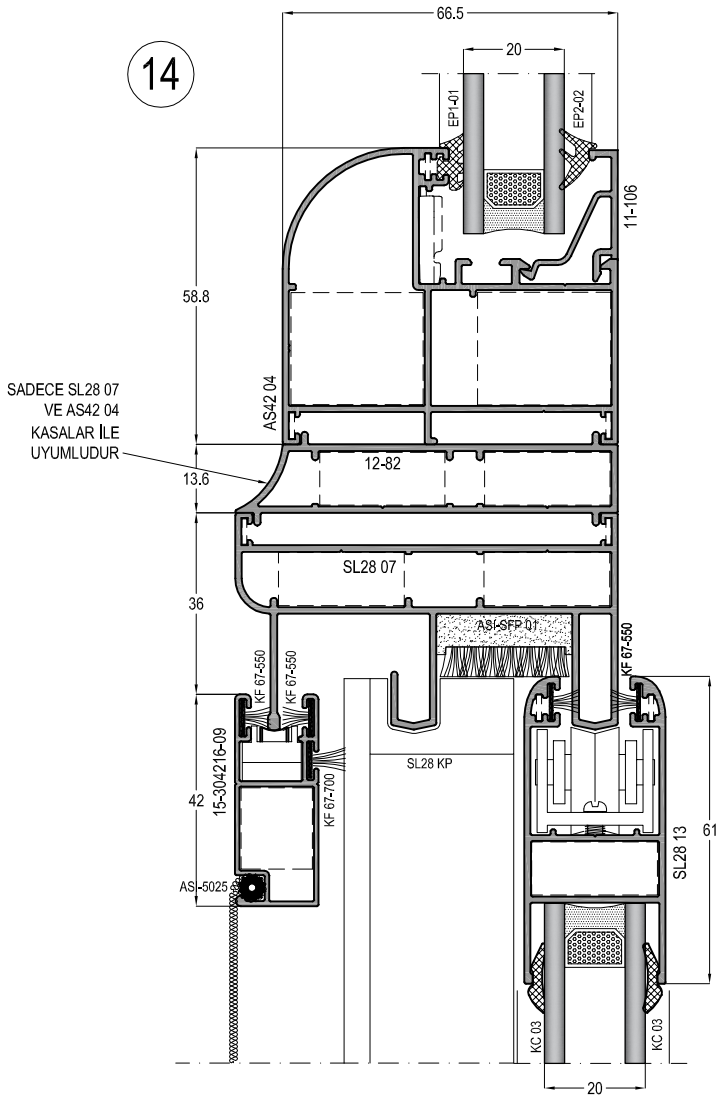 66.5
14
20
EP1-01
EP2-02
11-106
58.8
AS42 04
SADECE SL28 07
VE AS42 04
KASALAR İLE
UYUMLUDUR
12-82
13.6
SL28 07
36
ASI-SFP 01
KF 67-550
KF 67-550
KF 67-550
15-304216-09
SL28 KP
KF 67-700
42
61
SL28 13
ASI-5025
KC 03
KC 03
20